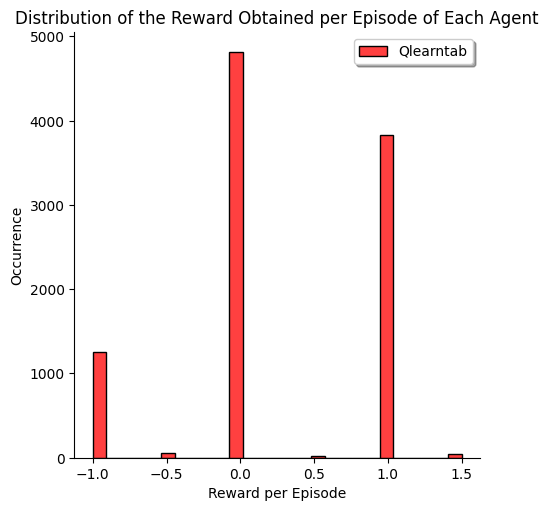 Distribution of the Reward Obtained per Episode of Each Agent
Qlearntab
5000
4000
3000
2000
1000
0
Occurrence
−1.0 −0.5 0.0 0.5 1.0 1.5
Reward per Episode